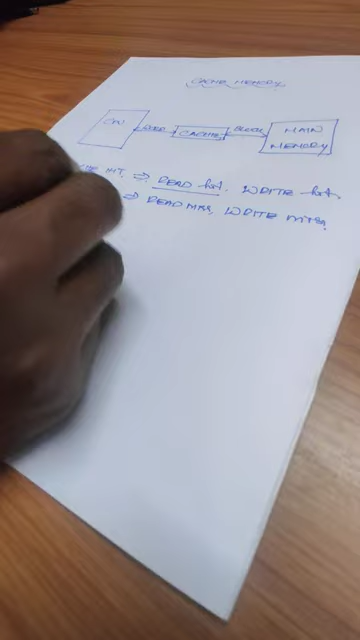 CACHE MEMORY
CPU WORD CACHE BLOCK MAIN MEMORY
HIT ⇒ READ hit, WRITE hit,
⇒ READ MISS, WRITE MISS,